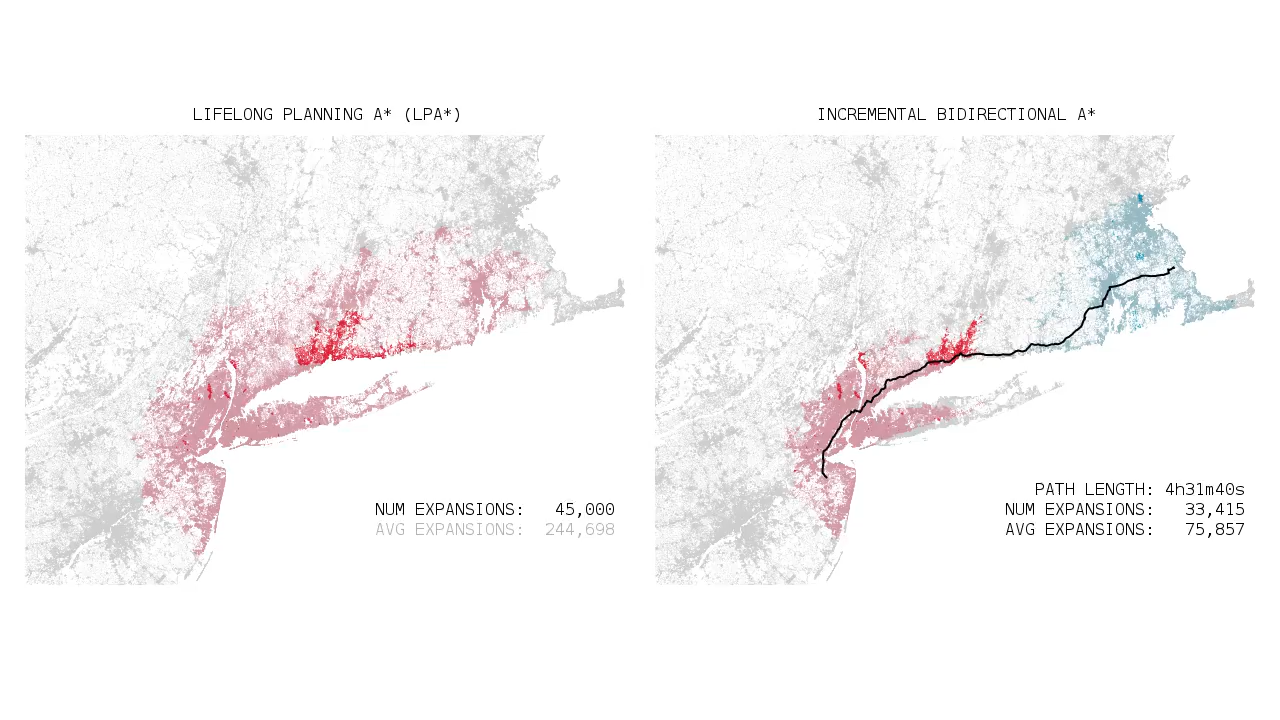 LIFELONG PLANNING A* (LPA*)
NUM EXPANSIONS: 45,000
AVG EXPANSIONS: 244,698
INCREMENTAL BIDIRECTIONAL A*
PATH LENGTH: 4h31m40s
NUM EXPANSIONS: 33,415
AVG EXPANSIONS: 75,857